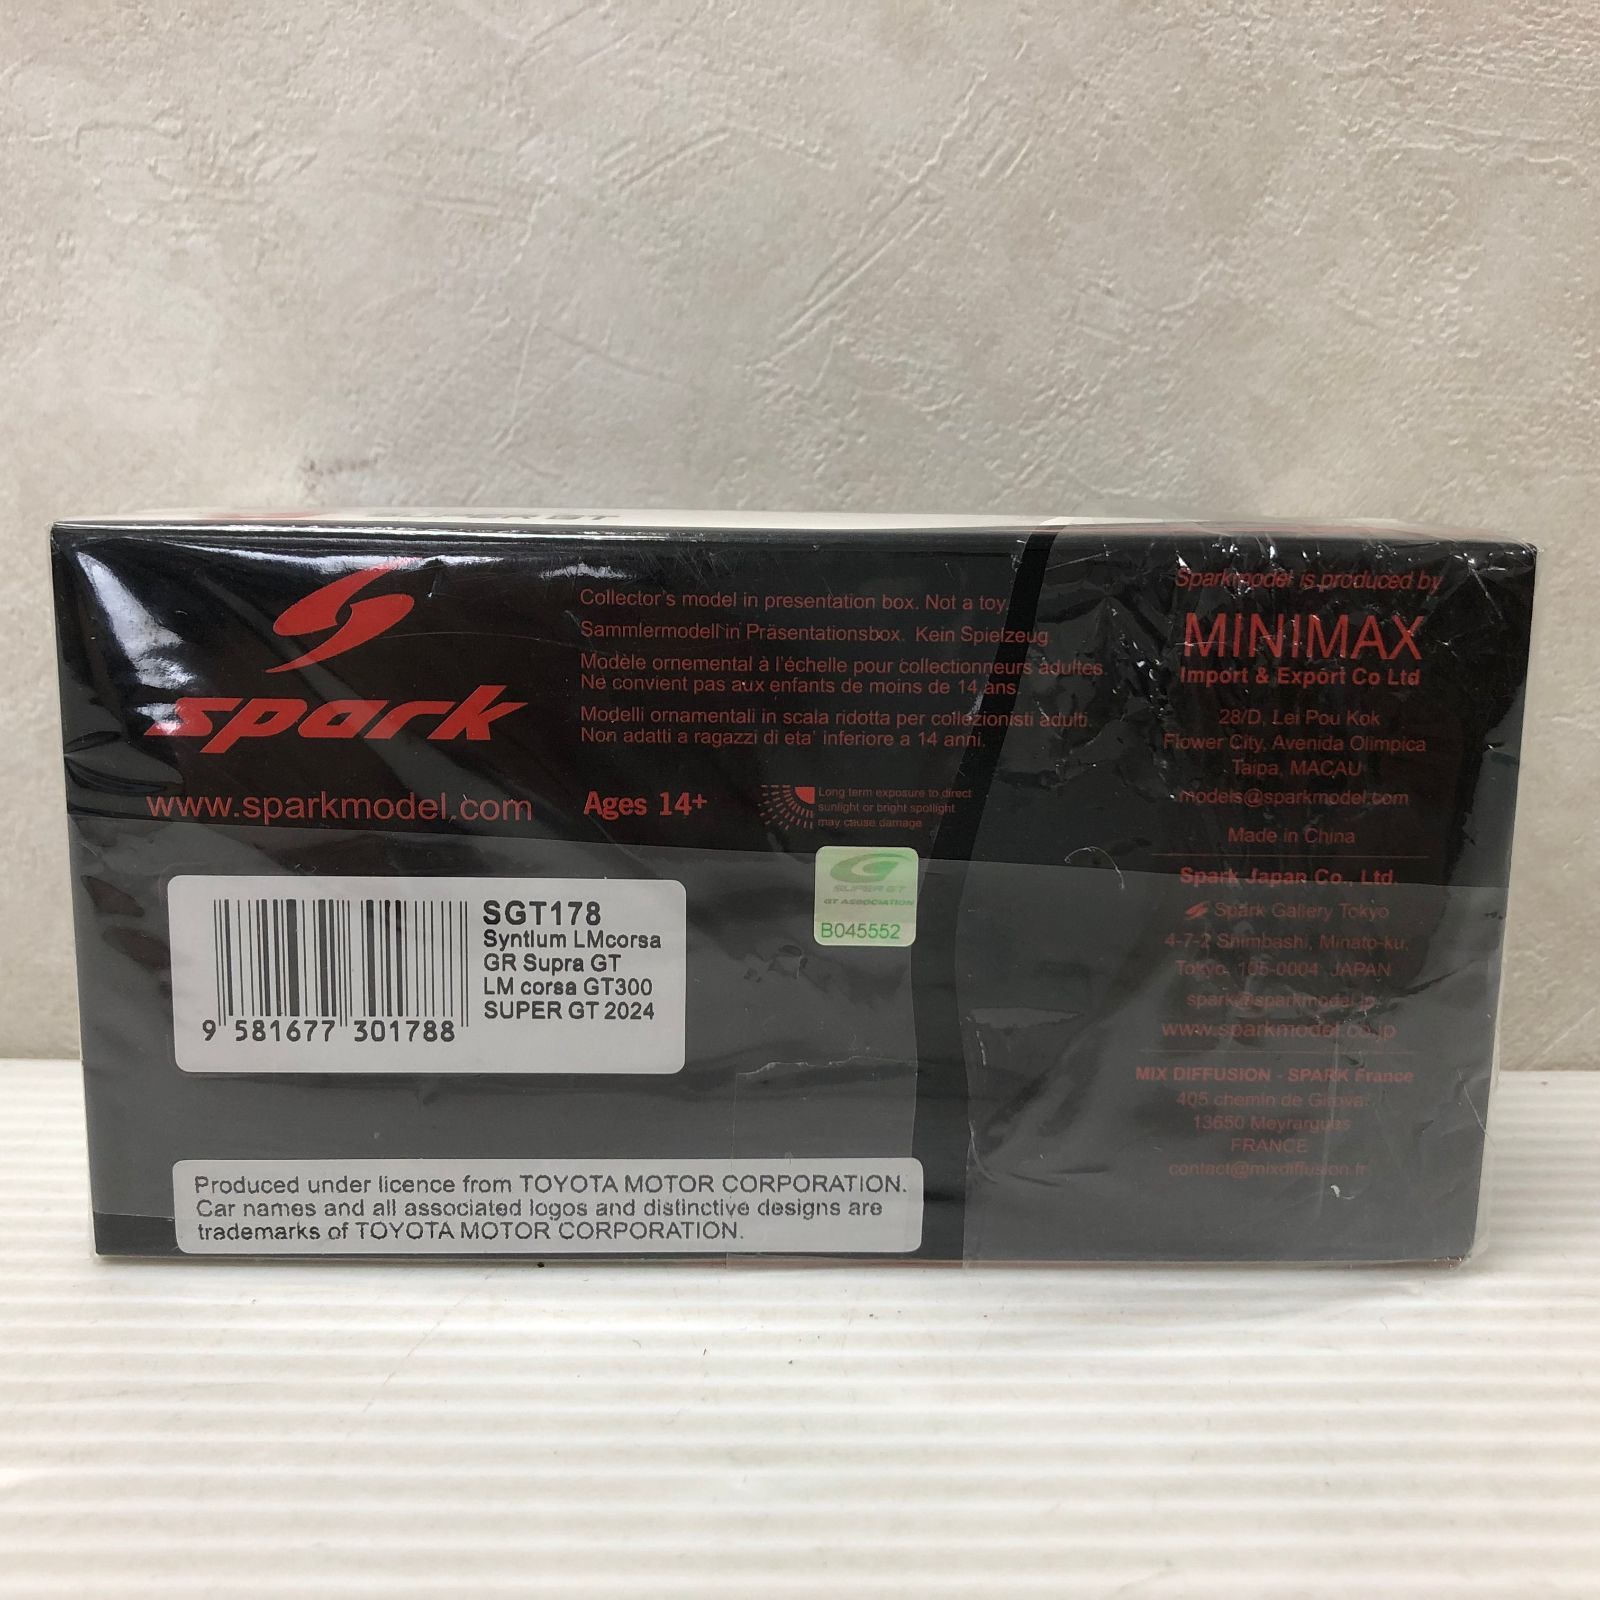 SUPER GT
spark
www.sparkmodel.com
Collector's model in presentation box. Not a toy.
Sammlermodell in Präsentationsbox. Kein Spielzeug.
Modèle ornemental à l'échelle pour collectionneurs adultes.
Ne convient pas aux enfants de moins de 14 ans.
Modelli ornamentali in scala ridotta per collezionisti adulti.
Non adatti a ragazzi di eta' inferiore a 14 anni.
Ages 14+
Long term exposure to direct
sunlight or bright spotlight
may cause damage
SUPER GT
GT ASSOCIATION
B045552
SGT178
Syntium LMcorsa
GR Supra GT
LM corsa GT300
SUPER GT 2024
9 581677 301788
Produced under licence from TOYOTA MOTOR CORPORATION.
Car names and all associated logos and distinctive designs are
trademarks of TOYOTA MOTOR CORPORATION.
Sparkmodel is produced by
MINIMAX
Import & Export Co Ltd
28/D, Lei Pou Kok
Flower City, Avenida Olimpica
Taipa, MACAU
models@sparkmodel.com
Made in China
Spark Japan Co., Ltd.
Spark Gallery Tokyo
4-7-2 Shimbashi, Minato-ku,
Tokyo 105-0004 JAPAN
spark@sparkmodel.jp
www.sparkmodel.co.jp
MIX DIFFUSION - SPARK France
405 chemin de
13650 Meyrargues
FRANCE
contact@mixdiffusion.fr